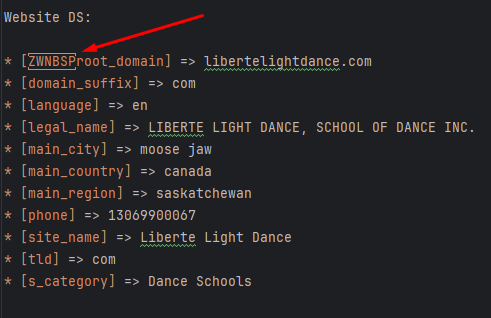 Website DS:
* [ZWNBSProot_domain] => libertelightdance.com
* [domain_suffix] => com
* [language] => en
* [legal_name] => LIBERTE LIGHT DANCE, SCHOOL OF DANCE INC.
* [main_city] => moose jaw
* [main_country] => canada
* [main_region] => saskatchewan
* [phone] => 13069900067
* [site_name] => Liberte Light Dance
* [tld] => com
* [s_category] => Dance Schools